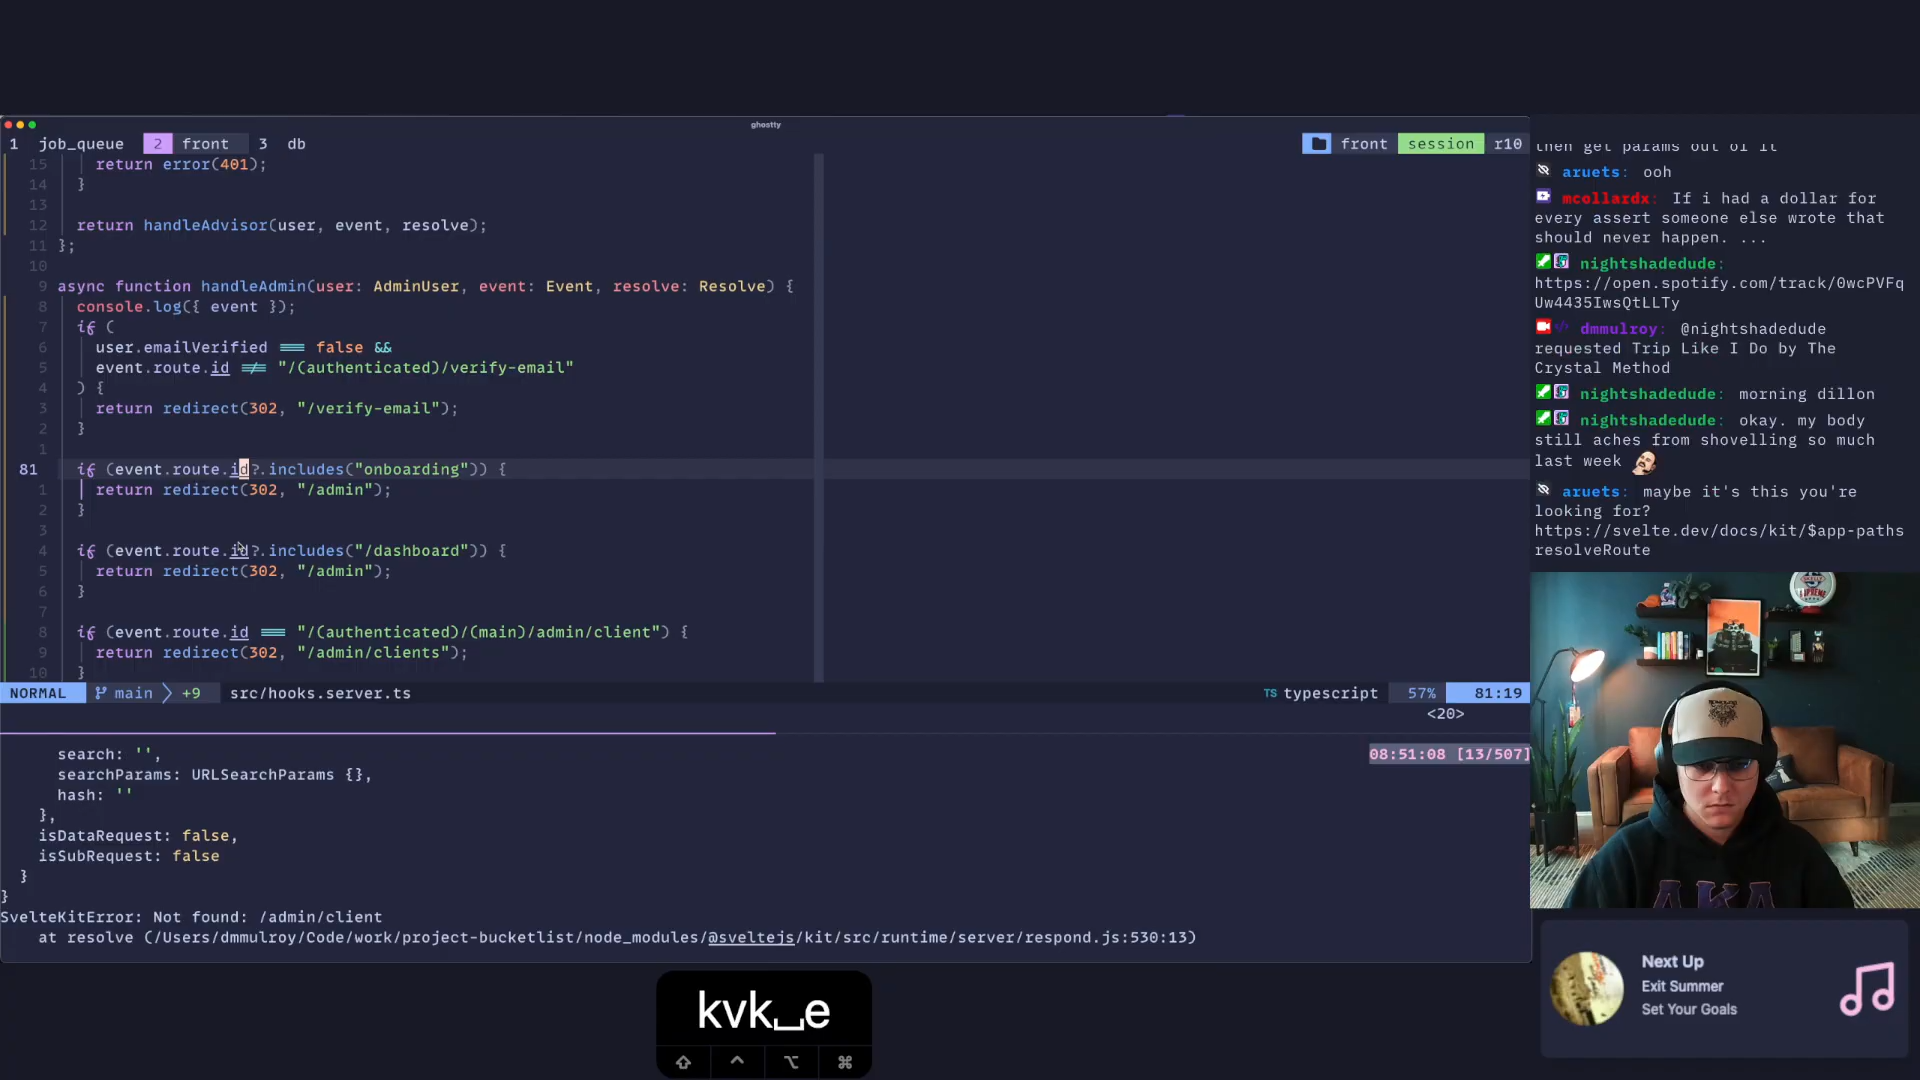 ghostty
1 job_queue 2 front 3 db
front session r10
15 return error(401);
14 }
13
12 return handleAdvisor(user, event, resolve);
11 };
10
9 async function handleAdmin(user: AdminUser, event: Event, resolve: Resolve) {
8 console.log({ event });
7 if (
6 user.emailVerified === false &&
5 event.route.id !== "/(authenticated)/verify-email"
4 ) {
3 return redirect(302, "/verify-email");
2 }
1
81 if (event.route.id?.includes("onboarding")) {
1 return redirect(302, "/admin");
2 }
3
4 if (event.route.id?.includes("/dashboard")) {
5 return redirect(302, "/admin");
6 }
7
8 if (event.route.id === "/(authenticated)/(main)/admin/client") {
9 return redirect(302, "/admin/clients");
10 }
NORMAL main +9 src/hooks.server.ts TS typescript 57% 81:19
<20>
08:51:08 [13/507]
search: '',
searchParams: URLSearchParams {},
hash: ''
},
isDataRequest: false,
isSubRequest: false
}
}
SvelteKitError: Not found: /admin/client
at resolve (/Users/dmmulroy/Code/work/project-bucketlist/node_modules/@sveltejs/kit/src/runtime/server/respond.js:530:13)
kvk␣e
⇧ ^ ⌥ ⌘
then get params out of it
aruets: ooh
mcollardx: If i had a dollar for
every assert someone else wrote that
should never happen. ...
nightshadedude:
https://open.spotify.com/track/0wcPVFq
Uw4435IwsQtLLTy
dmmulroy: @nightshadedude
requested Trip Like I Do by The
Crystal Method
nightshadedude: morning dillon
nightshadedude: okay. my body
still aches from shovelling so much
last week
aruets: maybe it's this you're
looking for?
https://svelte.dev/docs/kit/$app-paths
resolveRoute
Next Up
Exit Summer
Set Your Goals